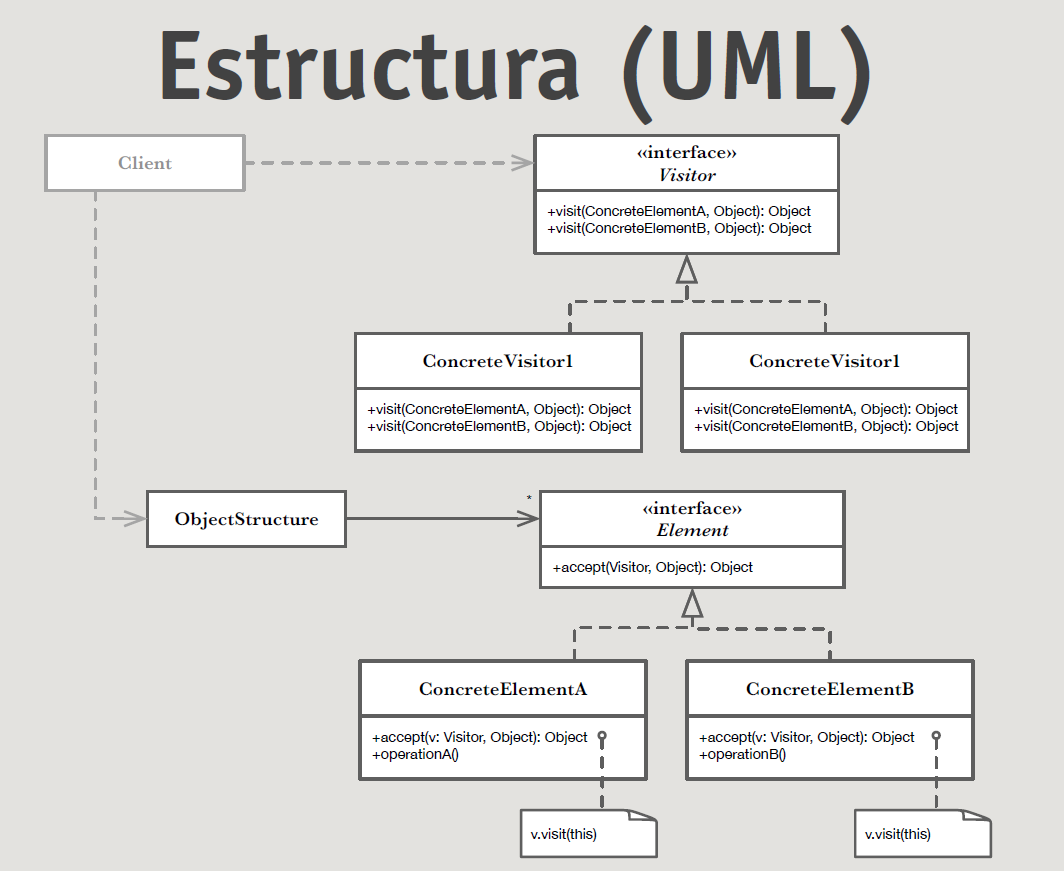 Estructura (UML)
Client
«interface»
Visitor
+visit(ConcreteElementA, Object): Object
+visit(ConcreteElementB, Object): Object
ConcreteVisitor1
+visit(ConcreteElementA, Object): Object
+visit(ConcreteElementB, Object): Object
ConcreteVisitor1
+visit(ConcreteElementA, Object): Object
+visit(ConcreteElementB, Object): Object
ObjectStructure
*
«interface»
Element
+accept(Visitor, Object): Object
ConcreteElementA
+accept(v: Visitor, Object): Object
+operationA()
v.visit(this)
ConcreteElementB
+accept(v: Visitor, Object): Object
+operationB()
v.visit(this)